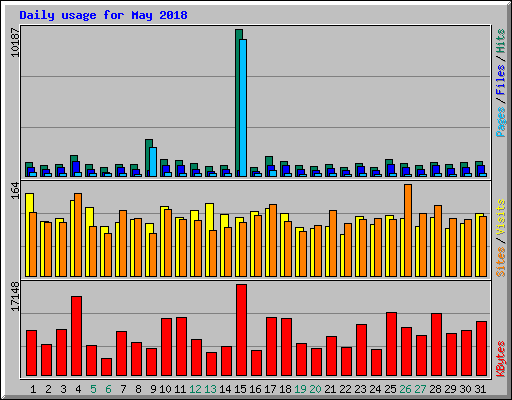 Daily usage for May 2018
10187
Pages / Files / Hits
164
Sites / Visits
17148
KBytes
1 2 3 4 5 6 7 8 9 10 11 12 13 14 15 16 17 18 19 20 21 22 23 24 25 26 27 28 29 30 31